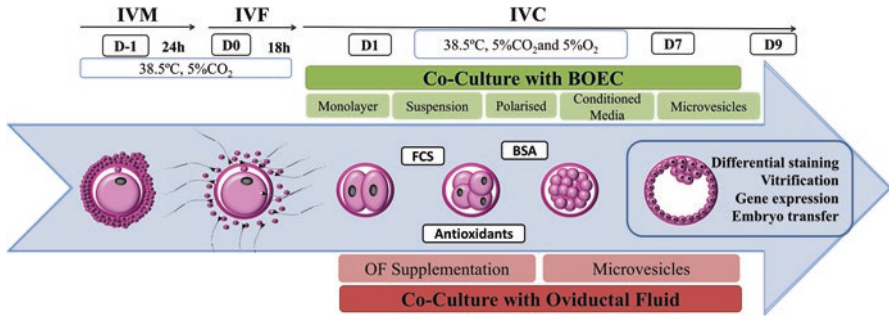 IVM IVF IVC
D-1 24h D0 18h D1 38.5ºC, 5%CO2and 5%O2 D7 D9
38.5ºC, 5%CO2
Co-Culture with BOEC
Monolayer Suspension Polarised Conditioned Media Microvesicles
FCS BSA
Differential staining
Vitrification
Gene expression
Embryo transfer
Antioxidants
OF Supplementation Microvesicles
Co-Culture with Oviductal Fluid